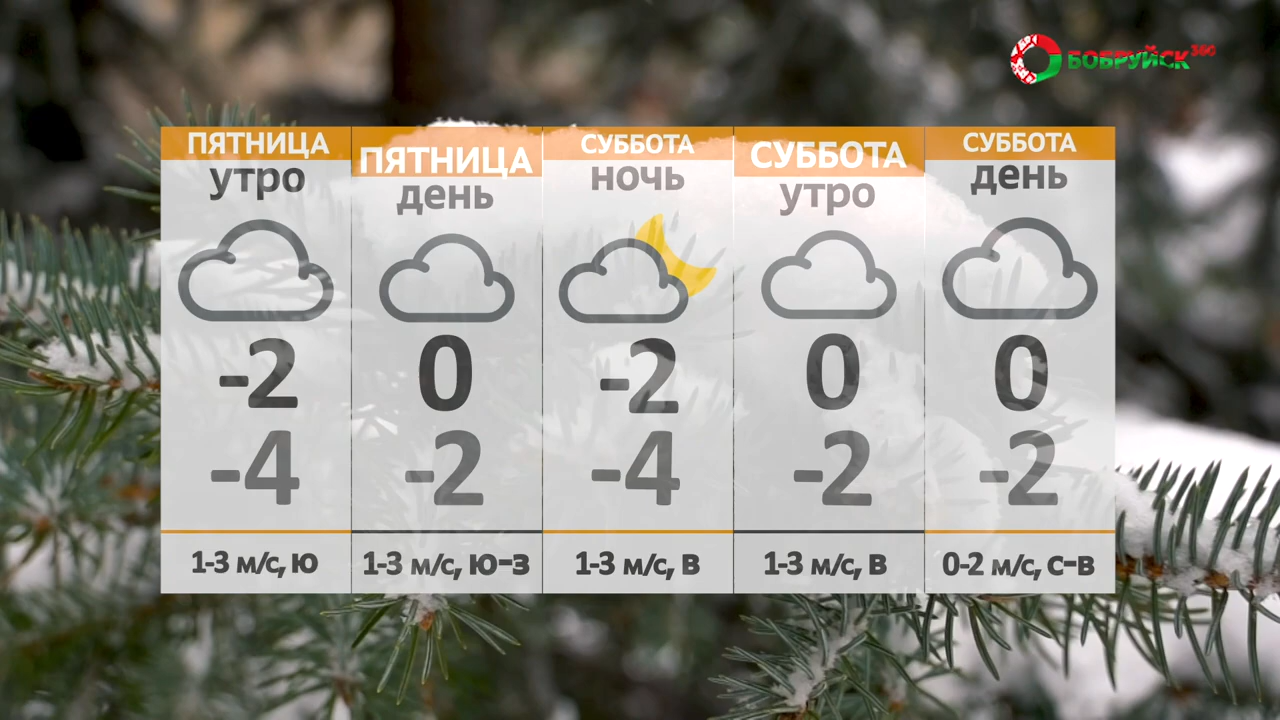 БОБРУЙСК360
ПЯТНИЦА
утро
-2
-4
1-3 м/с, ю
ПЯТНИЦА
день
0
-2
1-3 м/с, ю-з
СУББОТА
ночь
-2
-4
1-3 м/с, в
СУББОТА
утро
0
-2
1-3 м/с, в
СУББОТА
день
0
-2
0-2 м/с, с-в